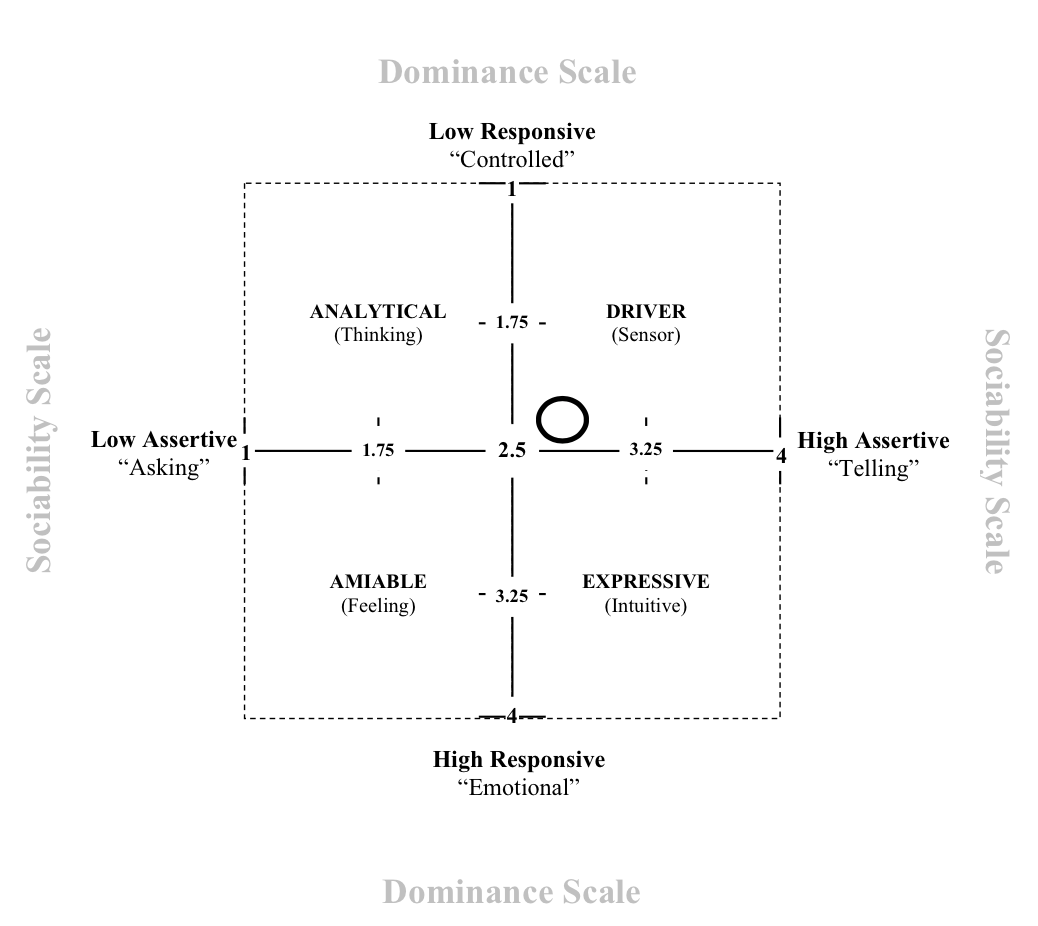 Dominance Scale
Low Responsive
“Controlled”
1
ANALYTICAL
(Thinking)
1.75
DRIVER
(Sensor)
Sociability Scale
Low Assertive
“Asking”
1
1.75
2.5
3.25
4
High Assertive
“Telling”
Sociability Scale
AMIABLE
(Feeling)
3.25
EXPRESSIVE
(Intuitive)
4
High Responsive
“Emotional”
Dominance Scale